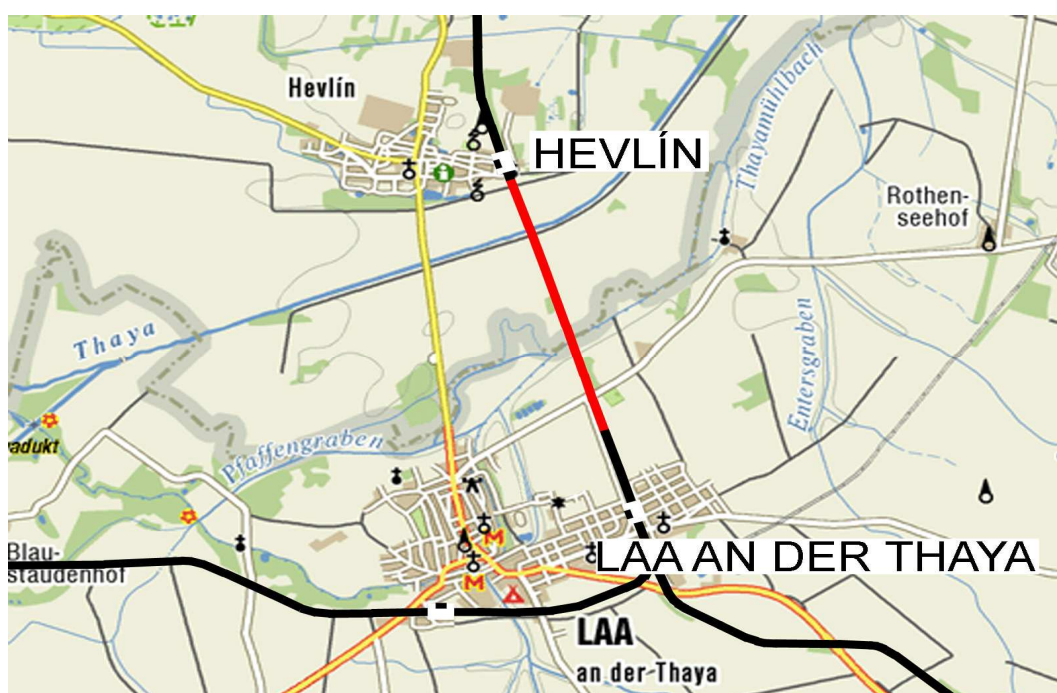 Hevlín
HEVLÍN
Thayamühlbach
Rothen-
seehof
Thaya
Entersgraben
Pfaffengraben
adukt
M
Blau-
staudenhof
LAA AN DER THAYA
M
LAA
an der Thaya